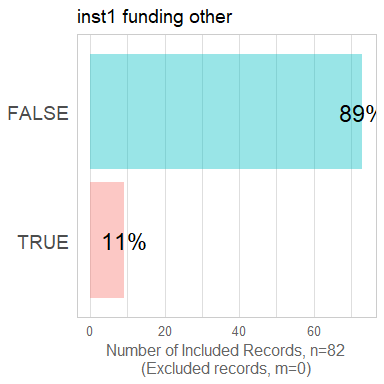 inst1 funding other
FALSE
89%
TRUE
11%
0 20 40 60
Number of Included Records, n=82
(Excluded records, m=0)